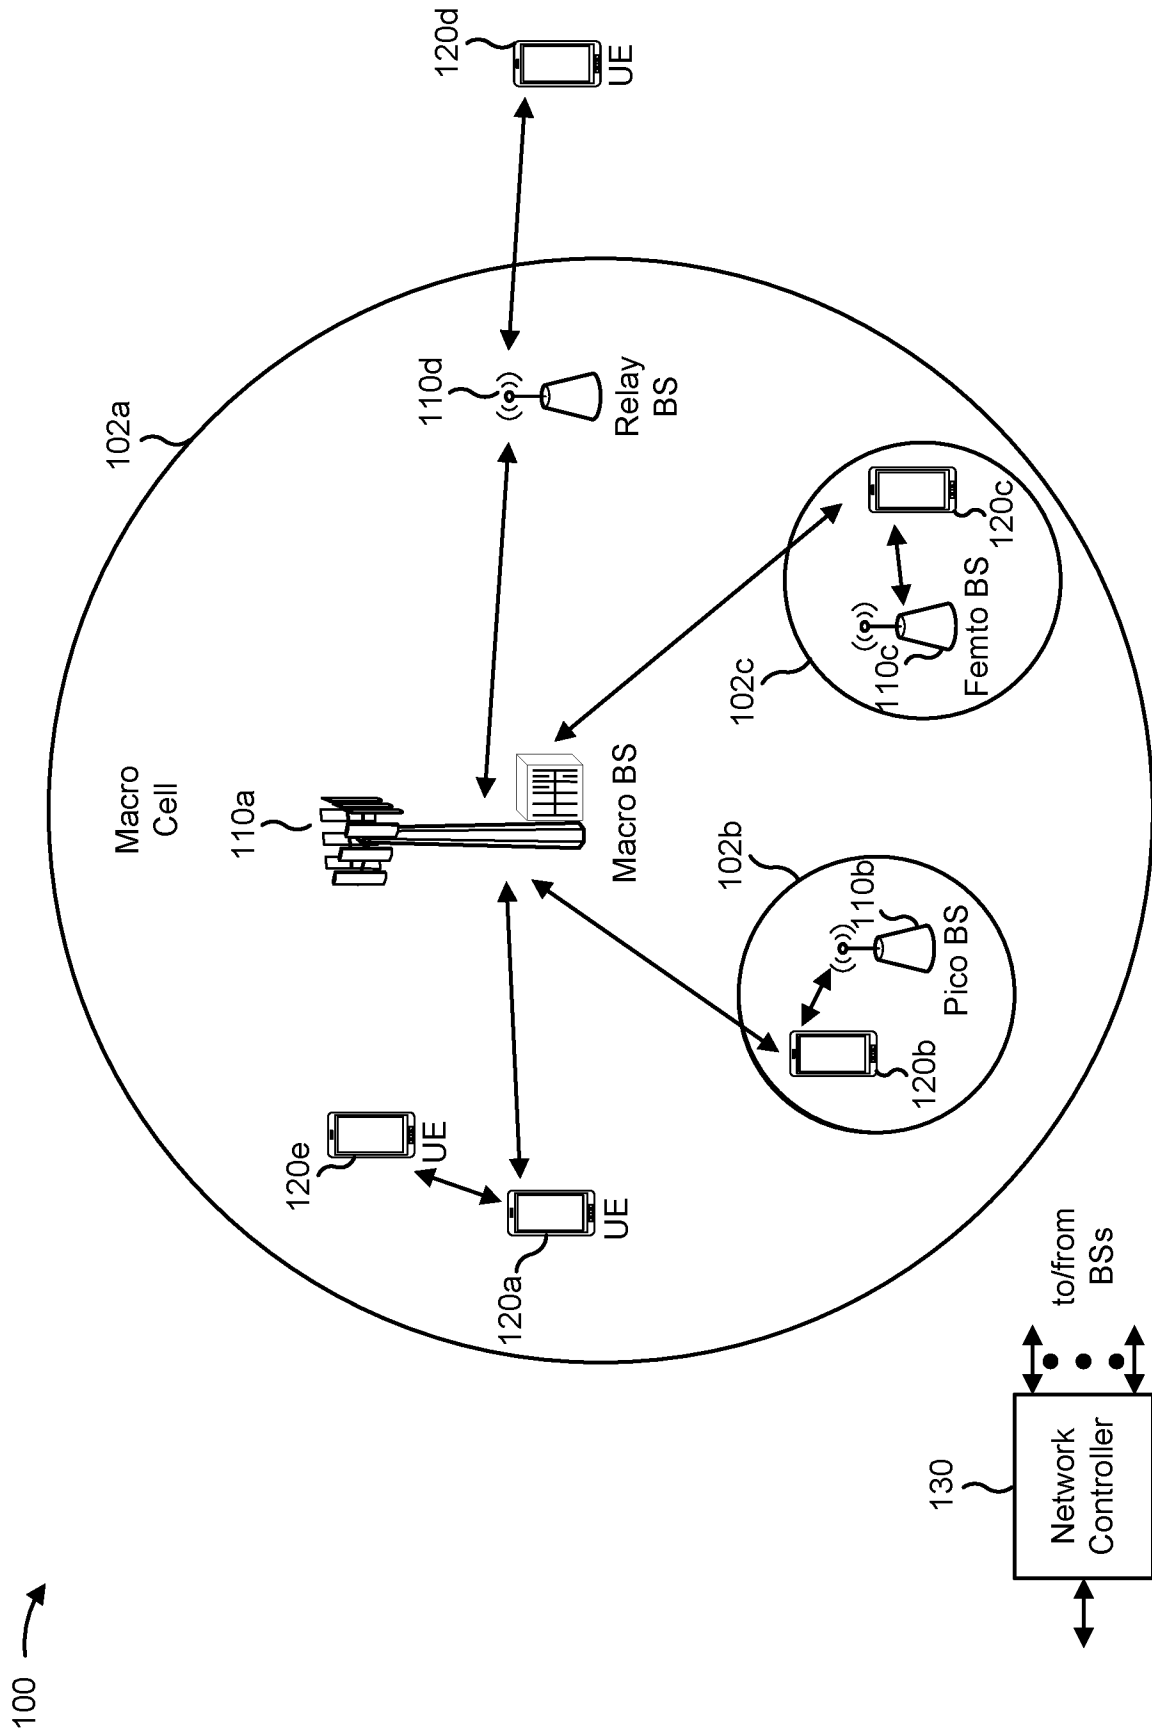 100
102a
Macro
Cell
110a
120d
UE
110d
Relay
BS
120e
UE
120a
UE
Macro BS
102b
110b
Pico BS
120b
102c
110c
Femto BS
120c
130
Network
Controller
to/from
BSs